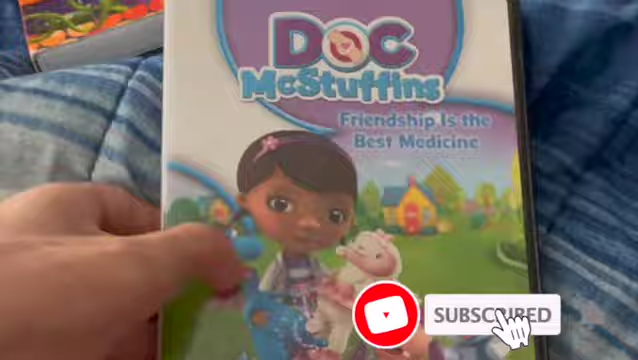 DOC
McStuffins
Friendship Is the
Best Medicine
SUBSCRIBED